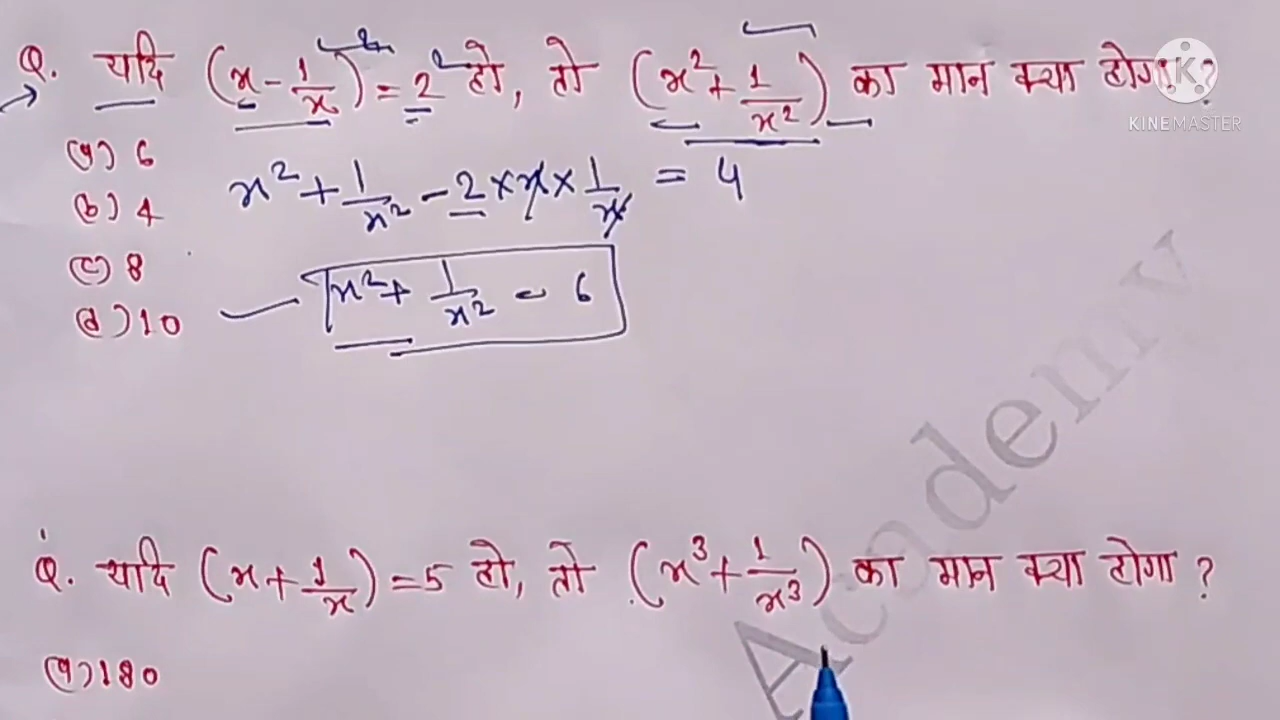 Q. यदि (x - 1/x)² = 2² हो, तो (x² + 1/x²) का मान क्या होगा ?
KINEMASTER
(a) 6
x² + 1/x² - 2 × x × 1/x = 4
(b) 4
(c) 8
x² + 1/x² = 6
(d) 10
Academy
Q. यदि (x + 1/x) = 5 हो, तो (x³ + 1/x³) का मान क्या होगा ?
(a) 180